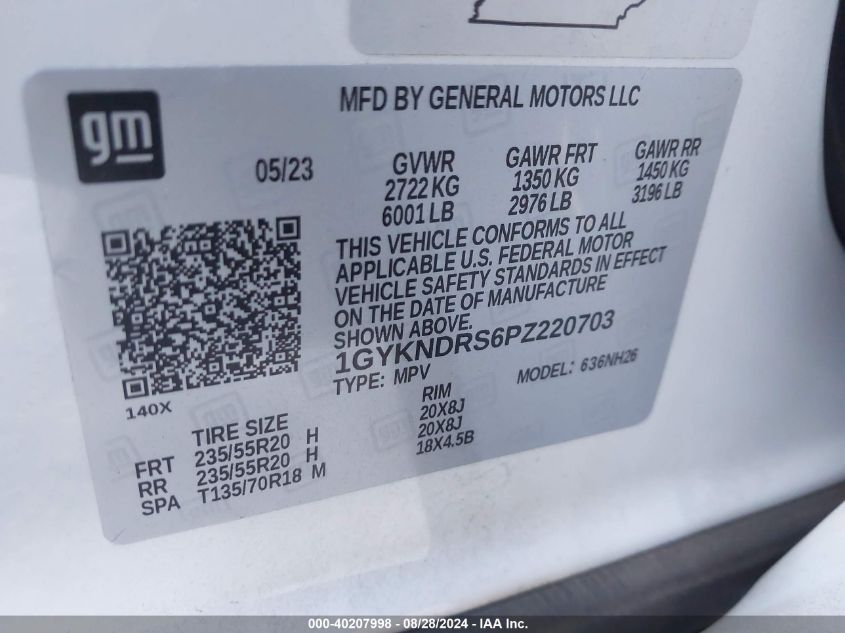 gm
MFD BY GENERAL MOTORS LLC
05/23
GVWR
2722 KG
6001 LB
GAWR FRT
1350 KG
2976 LB
GAWR RR
1450 KG
3196 LB
THIS VEHICLE CONFORMS TO ALL
APPLICABLE U.S. FEDERAL MOTOR
VEHICLE SAFETY STANDARDS IN EFFECT
ON THE DATE OF MANUFACTURE
SHOWN ABOVE.
1GYKNDRS6PZ220703
TYPE: MPV
MODEL: 636NH26
140X
TIRE SIZE
RIM
FRT 235/55R20 H 20X8J
RR 235/55R20 H 20X8J
SPA T135/70R18 M 18X4.5B
000-40207998 - 08/28/2024 - IAA Inc.